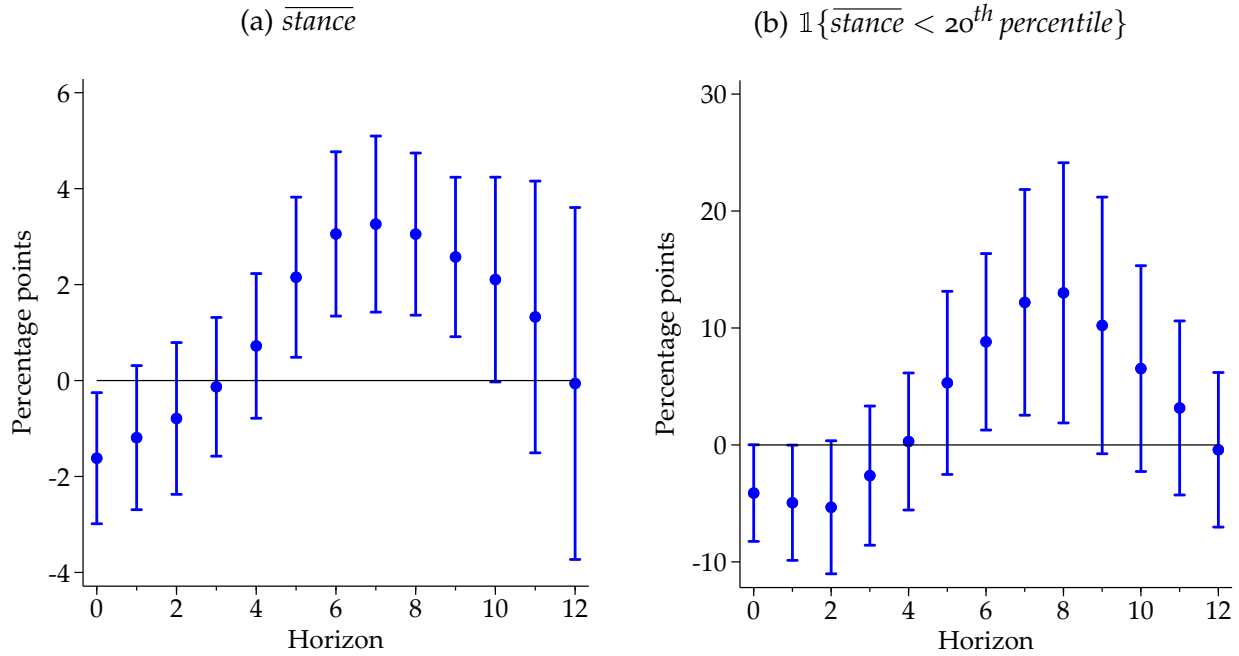 (a) stance
6
4
2
0
-2
-4
Percentage points
0 2 4 6 8 10 12
Horizon
(b) 𝟙{stance < 20th percentile}
30
20
10
0
-10
Percentage points
0 2 4 6 8 10 12
Horizon